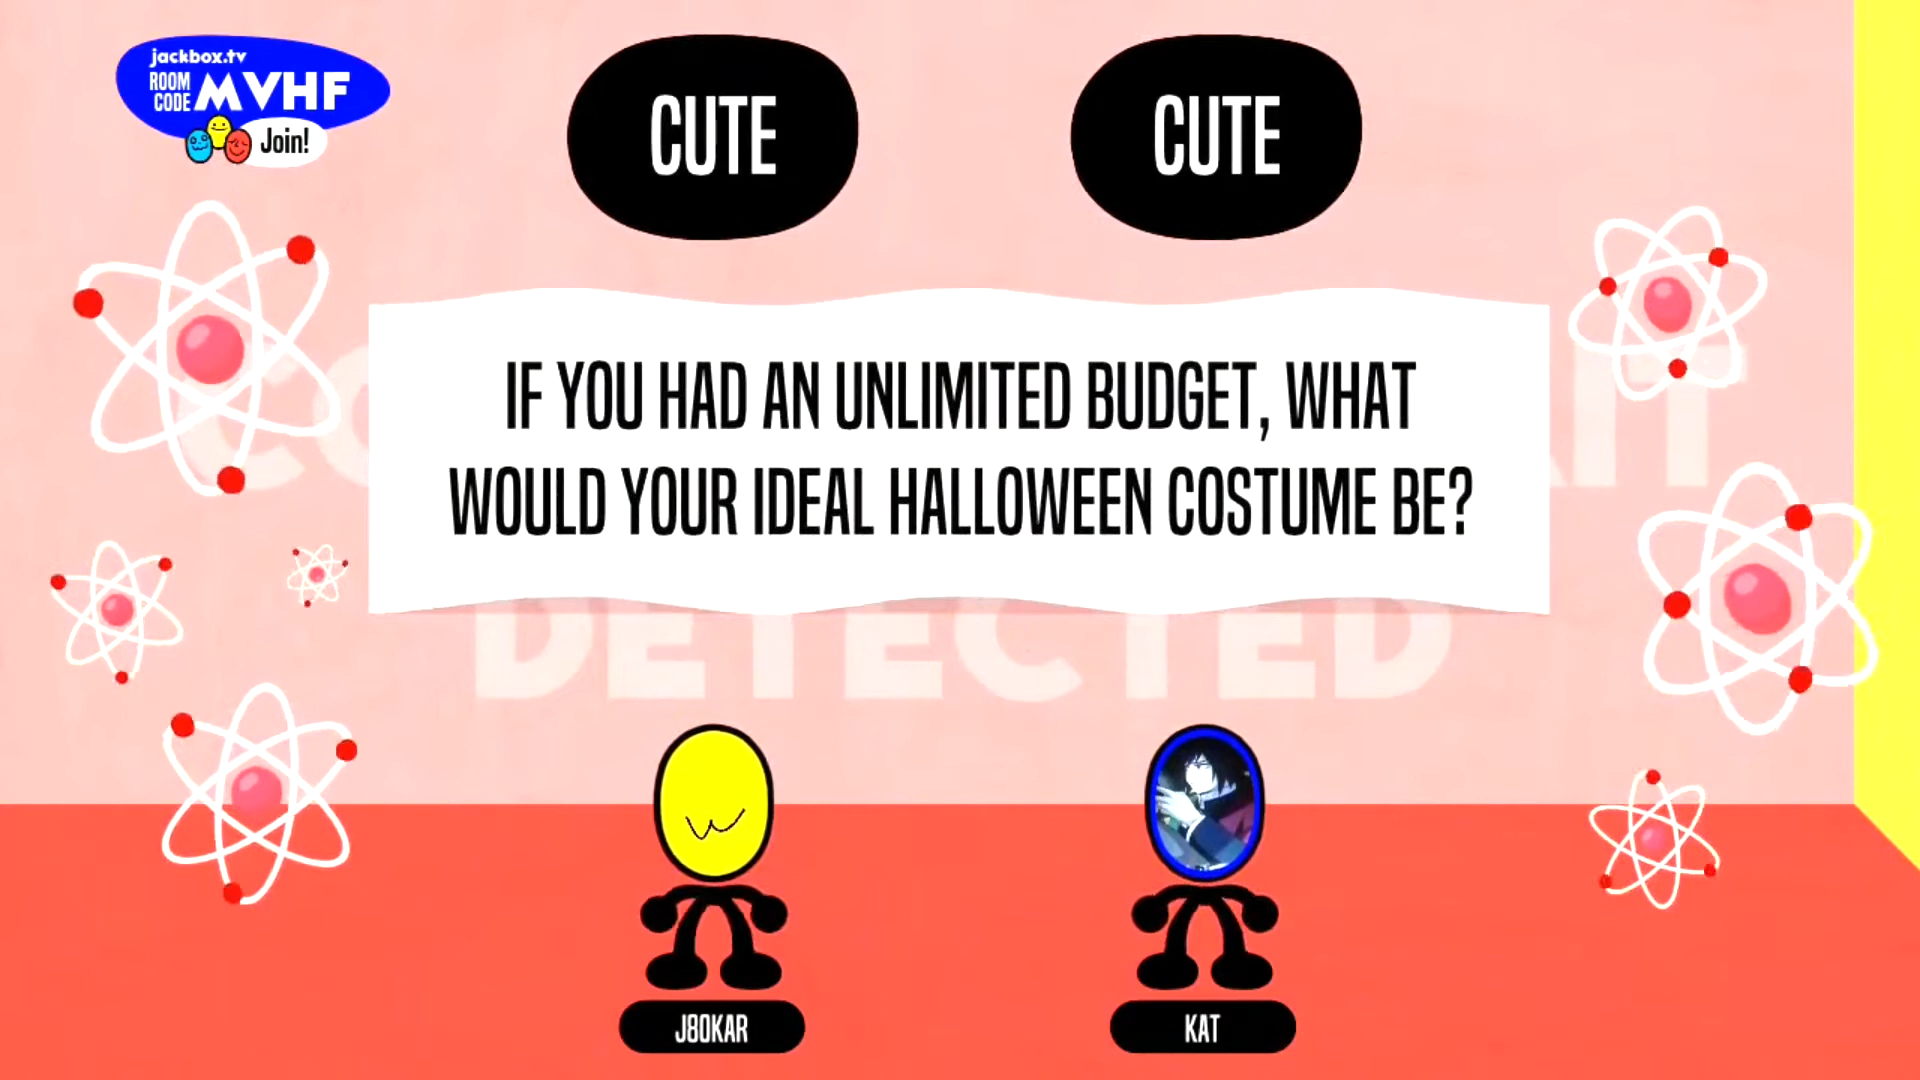 jackbox.tv
ROOM CODE MVHF
Join!
CUTE
CUTE
IF YOU HAD AN UNLIMITED BUDGET, WHAT
WOULD YOUR IDEAL HALLOWEEN COSTUME BE?
DETECTED
J80KAR
KAT